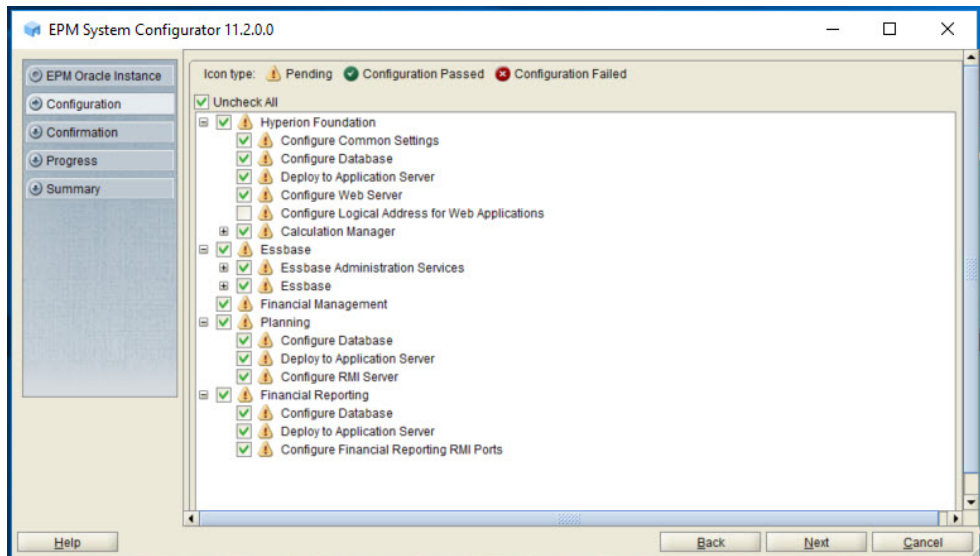 EPM System Configurator 11.2.0.0
EPM Oracle Instance
Configuration
Confirmation
Progress
Summary
Icon type: Pending Configuration Passed Configuration Failed
Uncheck All
Hyperion Foundation
Configure Common Settings
Configure Database
Deploy to Application Server
Configure Web Server
Configure Logical Address for Web Applications
Calculation Manager
Essbase
Essbase Administration Services
Essbase
Financial Management
Planning
Configure Database
Deploy to Application Server
Configure RMI Server
Financial Reporting
Configure Database
Deploy to Application Server
Configure Financial Reporting RMI Ports
Help Back Next Cancel